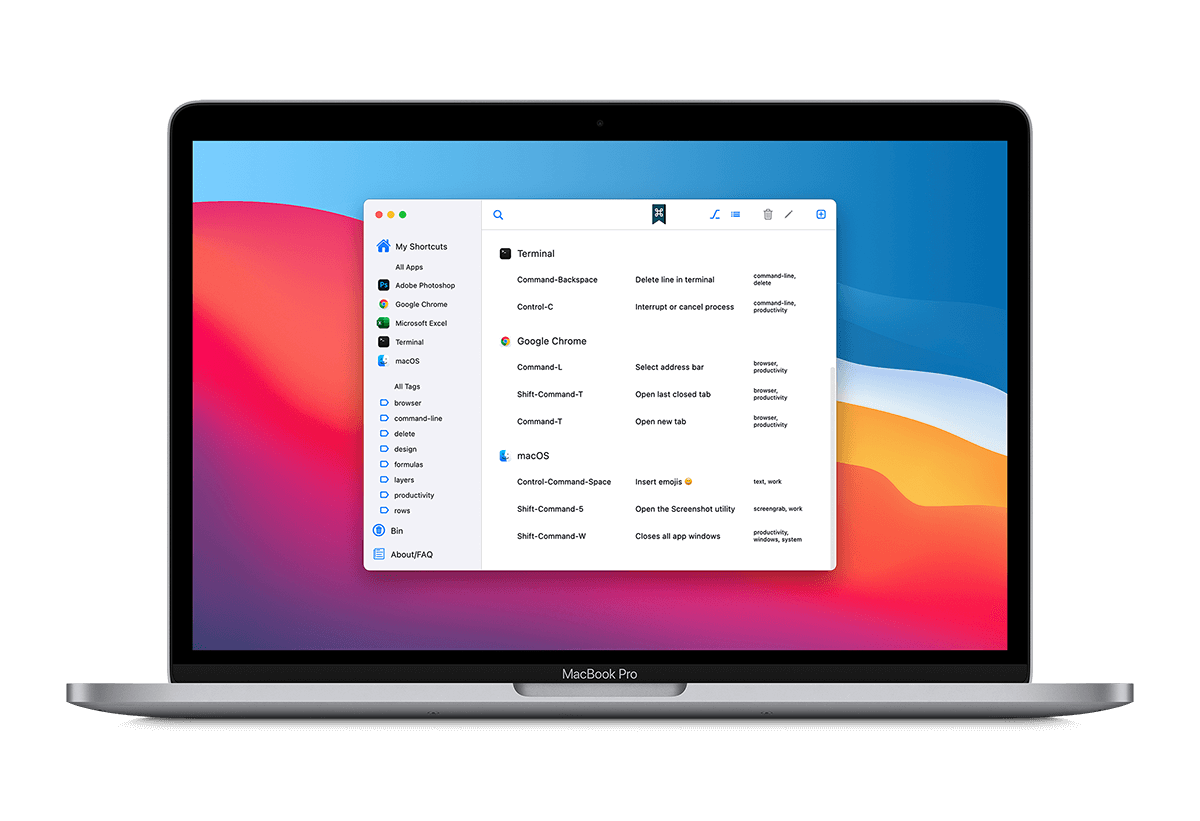 My Shortcuts
All Apps
Ps Adobe Photoshop
Google Chrome
Microsoft Excel
Terminal
macOS
All Tags
browser
command-line
delete
design
formulas
layers
productivity
rows
Bin
About/FAQ
Terminal
Command-Backspace Delete line in terminal command-line,
delete
Control-C Interrupt or cancel process command-line,
productivity
Google Chrome
Command-L Select address bar browser,
productivity
Shift-Command-T Open last closed tab browser,
productivity
Command-T Open new tab browser,
productivity
macOS
Control-Command-Space Insert emojis 😀 text, work
Shift-Command-5 Open the Screenshot utility screengrab, work
Shift-Command-W Closes all app windows productivity,
windows, system
MacBook Pro